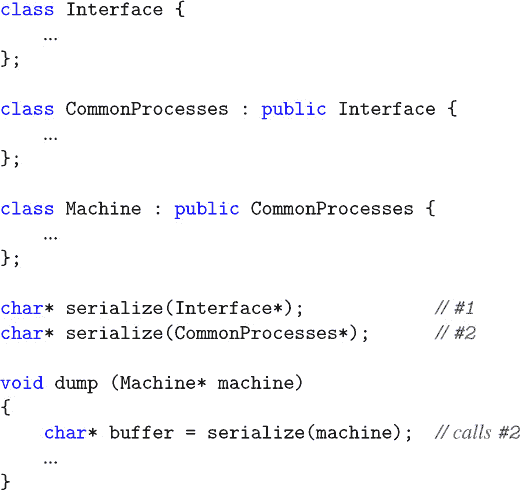 class Interface {
...
};
class CommonProcesses : public Interface {
...
};
class Machine : public CommonProcesses {
...
};
char* serialize(Interface*); // #1
char* serialize(CommonProcesses*); // #2
void dump (Machine* machine)
{
char* buffer = serialize(machine); // calls #2
...
}